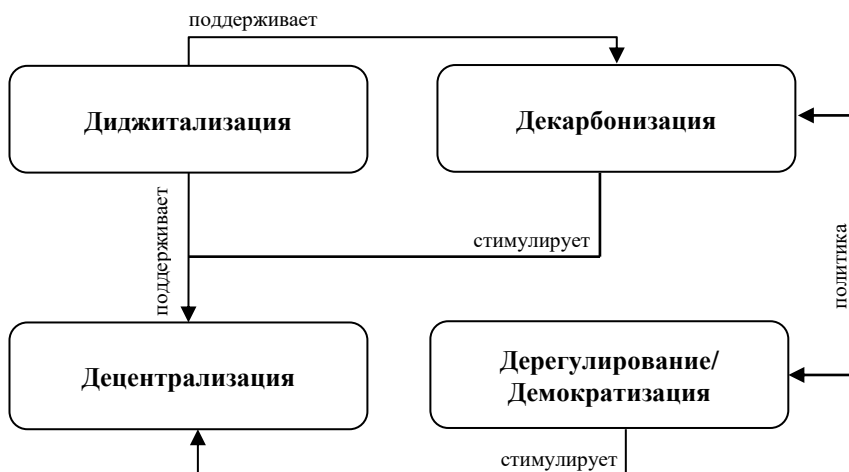 поддерживает
Диджитализация
Декарбонизация
поддерживает
стимулирует
политика
Децентрализация
Дерегулирование/
Демократизация
стимулирует